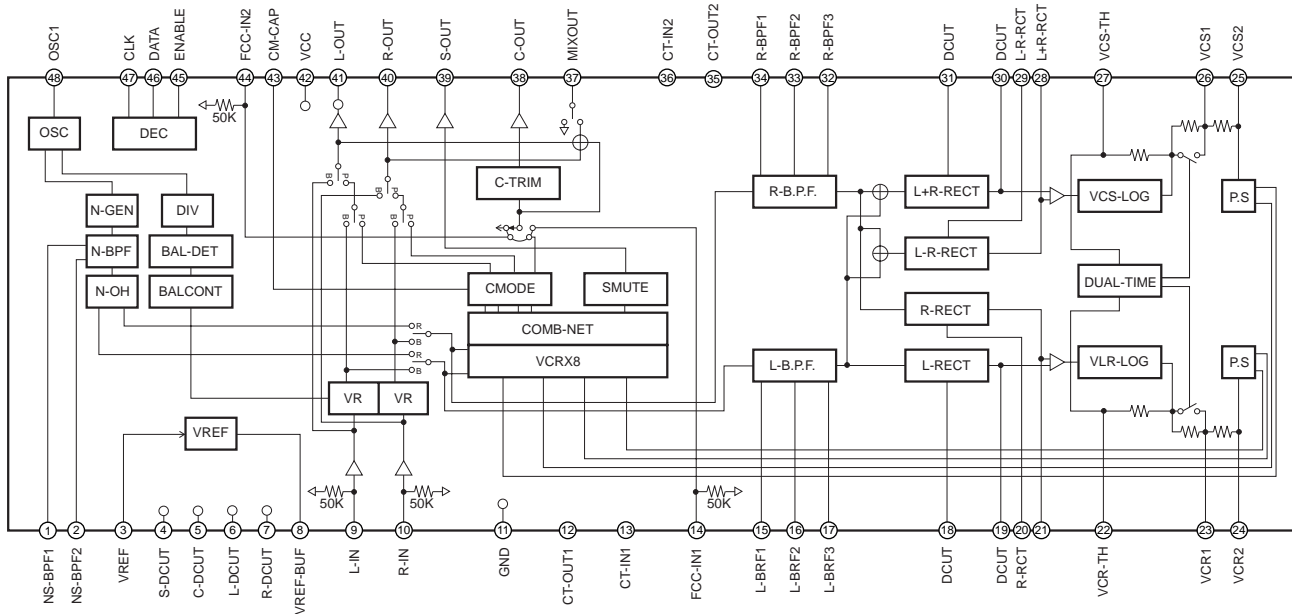 OSC1
CLK
DATA
ENABLE
FCC-IN2
CM-CAP
VCC
L-OUT
R-OUT
S-OUT
C-OUT
MIXOUT
CT-IN2
CT-OUT2
R-BPF1
R-BPF2
R-BPF3
DCUT
DCUT
L-R-RCT
L+R-RCT
VCS-TH
VCS1
VCS2
48
47
46
45
44
43
42
41
40
39
38
37
36
35
34
33
32
31
30
29
28
27
26
25
50K
OSC
DEC
C-TRIM
P
B
P
B
P
B
P
B
R-B.P.F.
L+R-RECT
VCS-LOG
P.S
N-GEN
DIV
N-BPF
BAL-DET
L-R-RECT
N-OH
BALCONT
CMODE
SMUTE
DUAL-TIME
COMB-NET
R-RECT
R
B
R
B
VCRX8
L-B.P.F.
L-RECT
VLR-LOG
P.S
VR
VR
VREF
50K
50K
50K
1
2
3
4
5
6
7
8
9
10
11
12
13
14
15
16
17
18
19
20
21
22
23
24
NS-BPF1
NS-BPF2
VREF
S-DCUT
C-DCUT
L-DCUT
R-DCUT
VREF-BUF
L-IN
R-IN
GND
CT-OUT1
CT-IN1
FCC-IN1
L-BRF1
L-BRF2
L-BRF3
DCUT
DCUT
R-RCT
VCR-TH
VCR1
VCR2